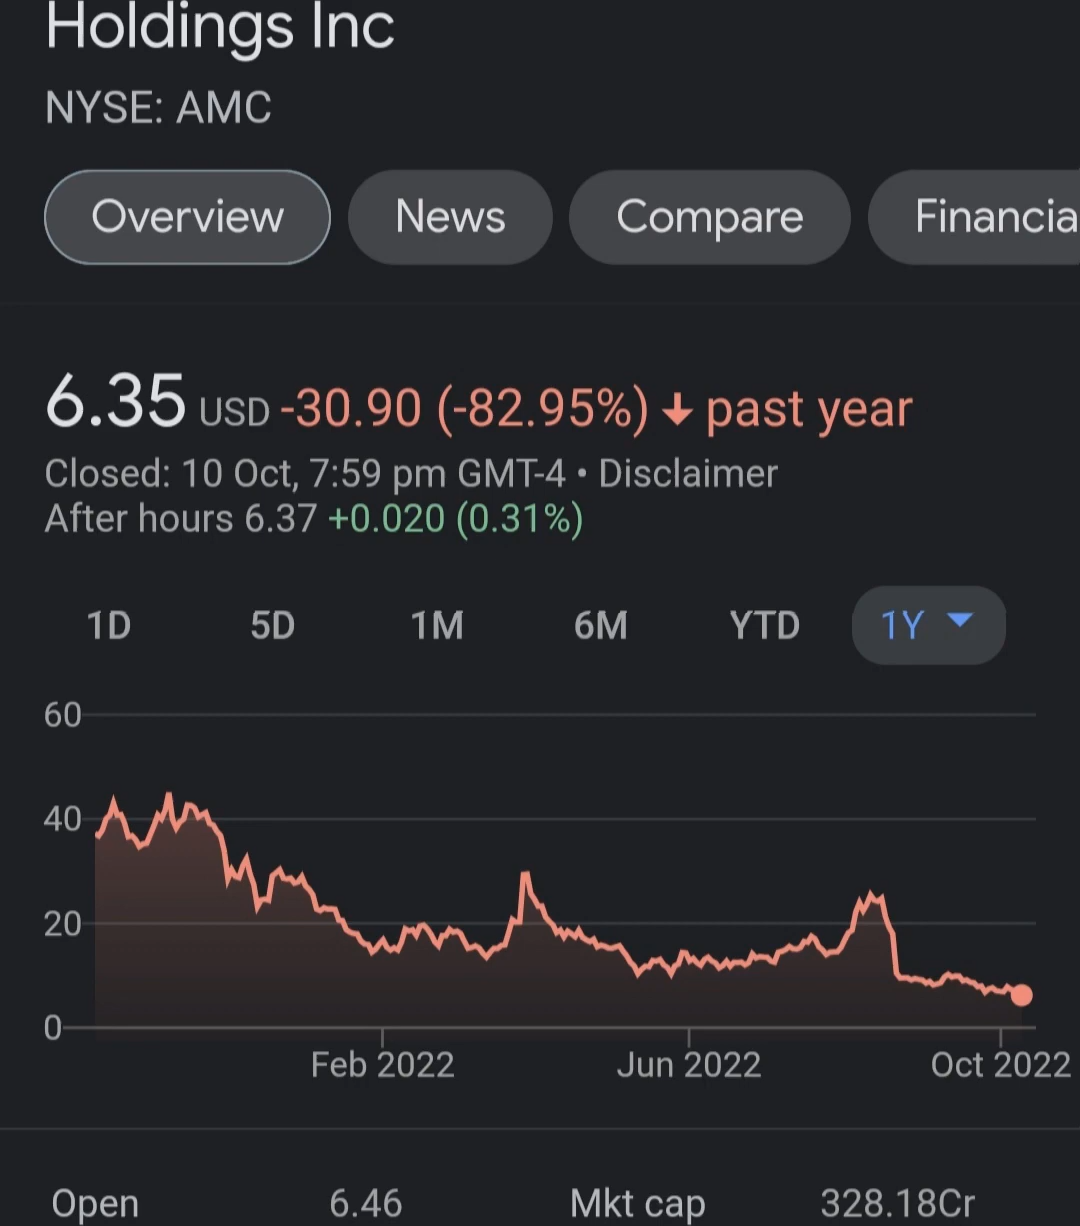 Holdings Inc
NYSE: AMC
Overview News Compare Financia
6.35 USD -30.90 (-82.95%) ↓ past year
Closed: 10 Oct, 7:59 pm GMT-4 • Disclaimer
After hours 6.37 +0.020 (0.31%)
1D 5D 1M 6M YTD 1Y
60
40
20
0
Feb 2022 Jun 2022 Oct 2022
Open 6.46 Mkt cap 328.18Cr